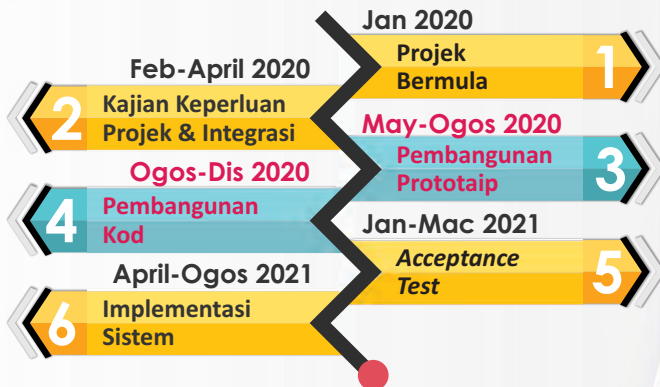 Jan 2020
1
Projek
Bermula
Feb-April 2020
2
Kajian Keperluan
Projek & Integrasi
May-Ogos 2020
3
Pembangunan
Prototaip
Ogos-Dis 2020
4
Pembangunan
Kod
Jan-Mac 2021
5
Acceptance
Test
April-Ogos 2021
6
Implementasi
Sistem